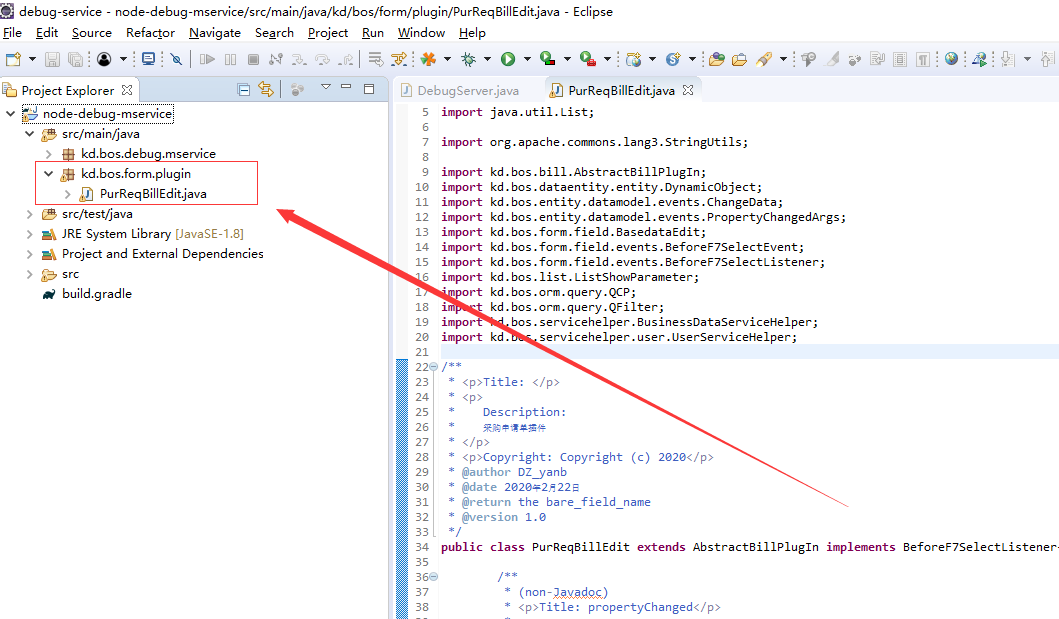 debug-service - node-debug-mservice/src/main/java/kd/bos/form/plugin/PurReqBillEdit.java - Eclipse
File Edit Source Refactor Navigate Search Project Run Window Help
Project Explorer
node-debug-mservice
src/main/java
kd.bos.debug.mservice
kd.bos.form.plugin
PurReqBillEdit.java
src/test/java
JRE System Library [JavaSE-1.8]
Project and External Dependencies
src
build.gradle
DebugServer.java PurReqBillEdit.java
5 import java.util.List;
6
7 import org.apache.commons.lang3.StringUtils;
8
9 import kd.bos.bill.AbstractBillPlugIn;
10 import kd.bos.dataentity.entity.DynamicObject;
11 import kd.bos.entity.datamodel.events.ChangeData;
12 import kd.bos.entity.datamodel.events.PropertyChangedArgs;
13 import kd.bos.form.field.BasedataEdit;
14 import kd.bos.form.field.events.BeforeF7SelectEvent;
15 import kd.bos.form.field.events.BeforeF7SelectListener;
16 import kd.bos.list.ListShowParameter;
17 import kd.bos.orm.query.QCP;
18 import kd.bos.orm.query.QFilter;
19 import kd.bos.servicehelper.BusinessDataServiceHelper;
20 import kd.bos.servicehelper.user.UserServiceHelper;
21
22 /**
23 * <p>Title: </p>
24 * <p>
25 * Description:
26 * 采购申请单插件
27 * </p>
28 * <p>Copyright: Copyright (c) 2020</p>
29 * @author DZ_yanb
30 * @date 2020年2月22日
31 * @return the bare_field_name
32 * @version 1.0
33 */
34 public class PurReqBillEdit extends AbstractBillPlugIn implements BeforeF7SelectListener
35
36 /**
37 * (non-Javadoc)
38 * <p>Title: propertyChanged</p>